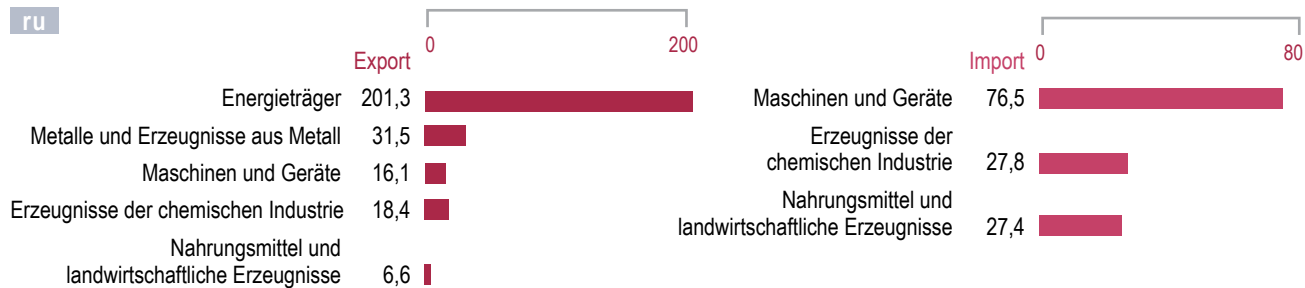 ru
Export 0 200
Energieträger 201,3
Metalle und Erzeugnisse aus Metall 31,5
Maschinen und Geräte 16,1
Erzeugnisse der chemischen Industrie 18,4
Nahrungsmittel und
landwirtschaftliche Erzeugnisse 6,6
Import 0 80
Maschinen und Geräte 76,5
Erzeugnisse der
chemischen Industrie 27,8
Nahrungsmittel und
landwirtschaftliche Erzeugnisse 27,4